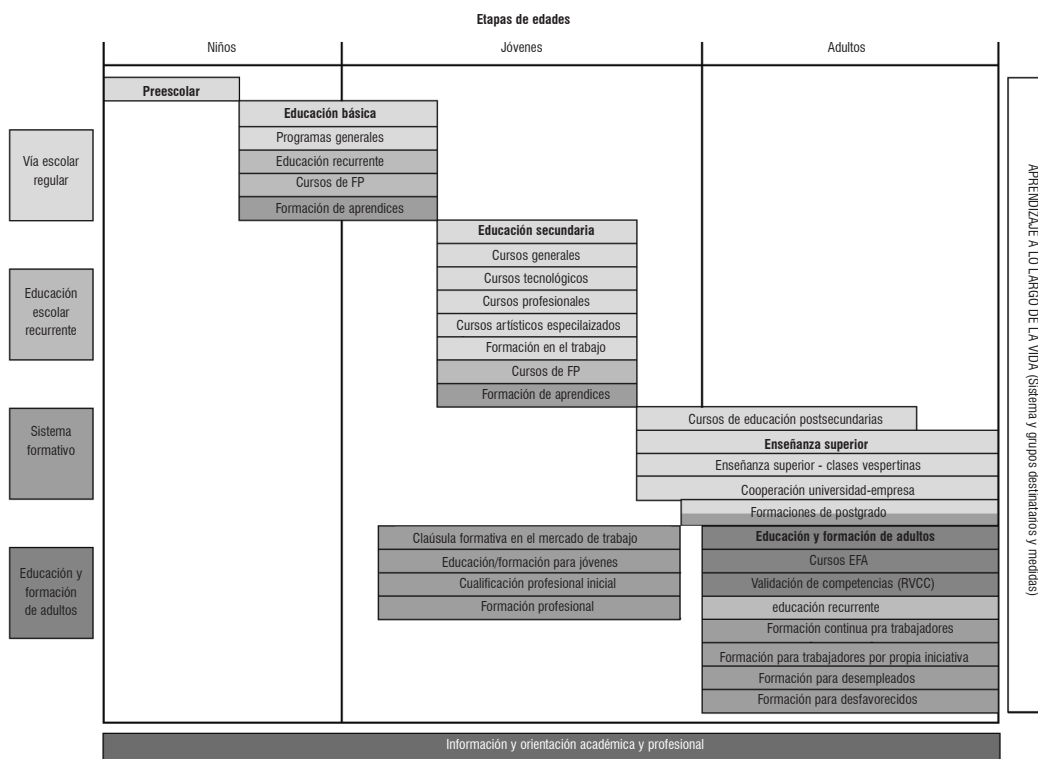 Etapas de edades
Niños
Jóvenes
Adultos
Preescolar
Educación básica
Programas generales
Educación recurrente
Cursos de FP
Formación de aprendices
Vía escolar
regular
Educación secundaria
Cursos generales
Cursos tecnológicos
Cursos profesionales
Cursos artísticos especilaizados
Formación en el trabajo
Cursos de FP
Formación de aprendices
Educación
escolar
recurrente
Cursos de educación postsecundarias
Enseñanza superior
Enseñanza superior - clases vespertinas
Cooperación universidad-empresa
Formaciones de postgrado
Sistema
formativo
Claúsula formativa en el mercado de trabajo
Educación/formación para jóvenes
Cualificación profesional inicial
Formación profesional
Educación y formación de adultos
Cursos EFA
Validación de competencias (RVCC)
educación recurrente
Formación continua pra trabajadores
Formación para trabajadores por propia iniciativa
Formación para desempleados
Formación para desfavorecidos
Educación y
formación
de adultos
APRENDIZAJE A LO LARGO DE LA VIDA (Sistema y grupos destinatarios y medidas)
Información y orientación académica y profesional